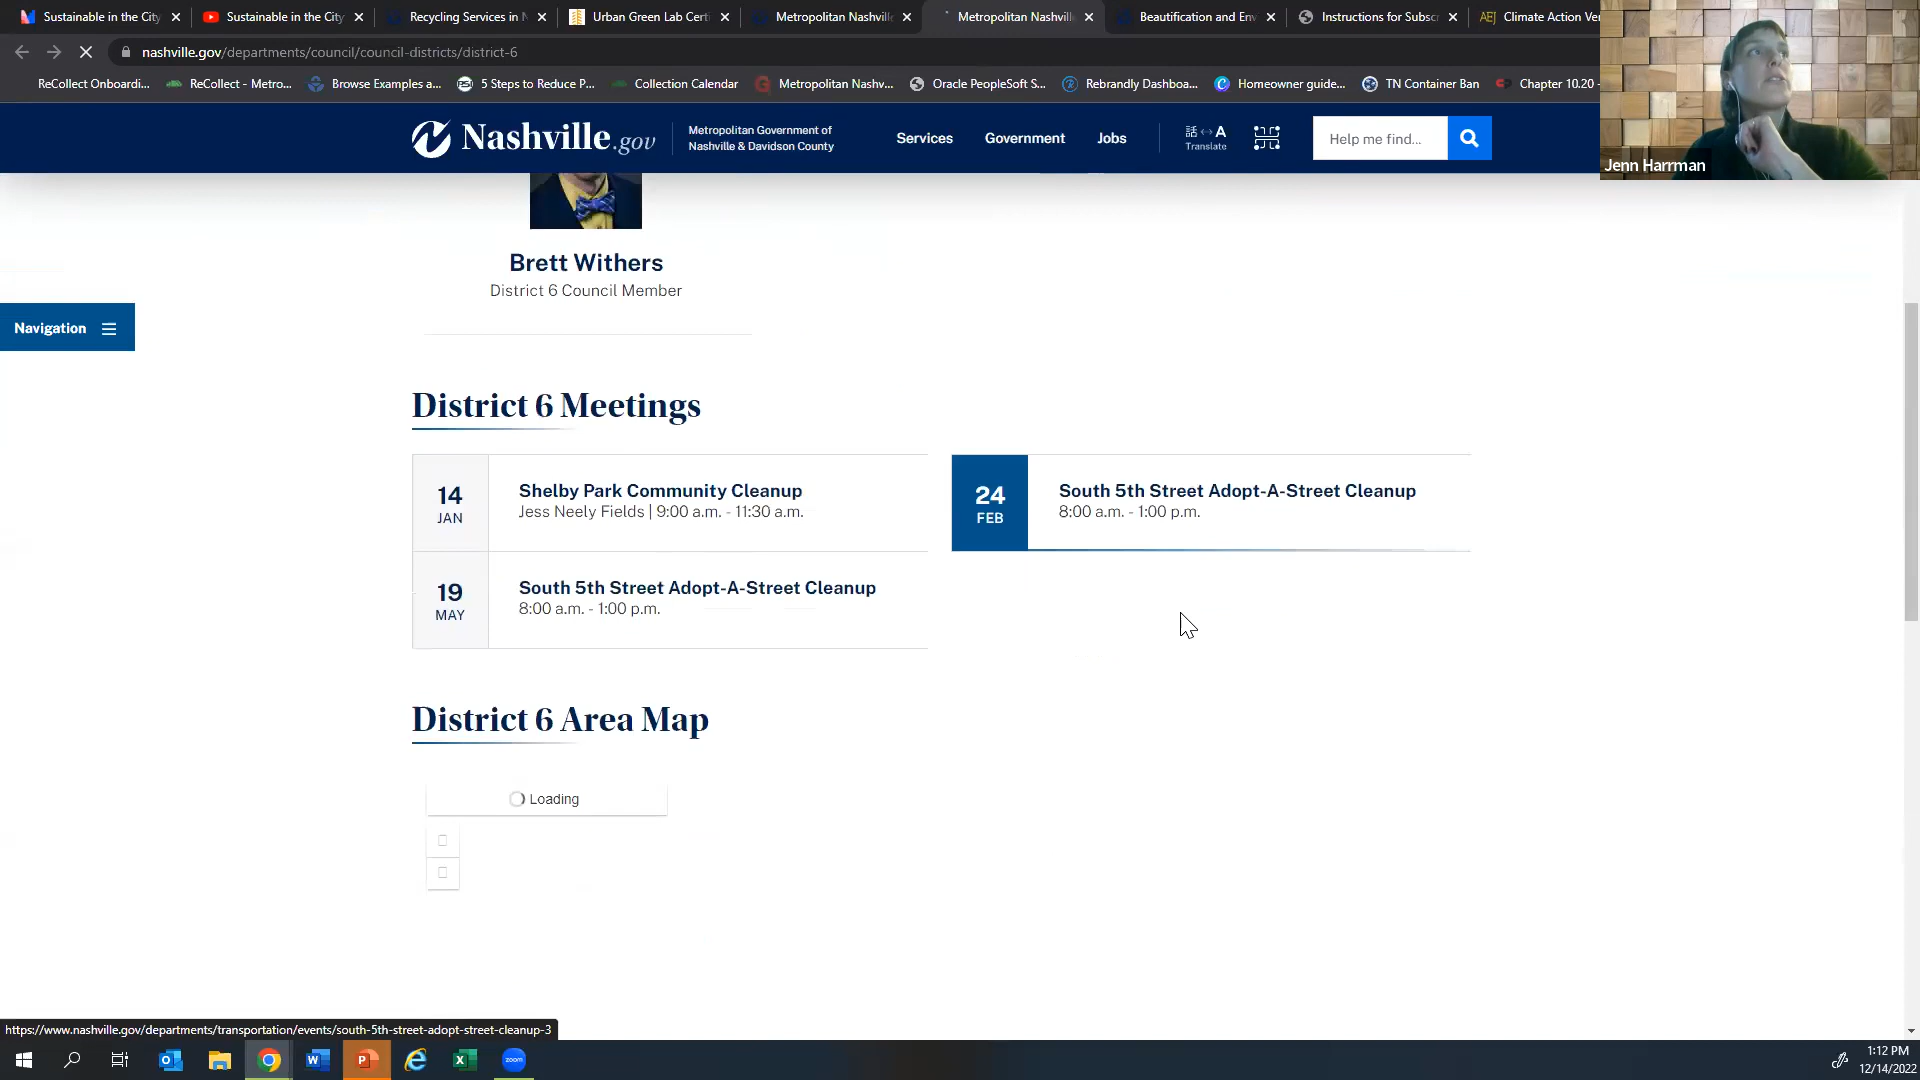 Sustainable in the City
Sustainable in the City
Recycling Services in N
Urban Green Lab Certi
Metropolitan Nashville
Metropolitan Nashville
Beautification and Env
Instructions for Subscr
Climate Action Ver
nashville.gov/departments/council/council-districts/district-6
ReCollect Onboardi...
ReCollect - Metro...
Browse Examples a...
5 Steps to Reduce P...
Collection Calendar
Metropolitan Nashv...
Oracle PeopleSoft S...
Rebrandly Dashboa...
Homeowner guide...
TN Container Ban
Chapter 10.20 -
Jenn Harrman
Nashville.gov
Metropolitan Government of
Nashville & Davidson County
Services
Government
Jobs
Translate
Help me find...
Brett Withers
District 6 Council Member
Navigation
District 6 Meetings
14
JAN
Shelby Park Community Cleanup
Jess Neely Fields | 9:00 a.m. - 11:30 a.m.
24
FEB
South 5th Street Adopt-A-Street Cleanup
8:00 a.m. - 1:00 p.m.
19
MAY
South 5th Street Adopt-A-Street Cleanup
8:00 a.m. - 1:00 p.m.
District 6 Area Map
Loading
https://www.nashville.gov/departments/transportation/events/south-5th-street-adopt-street-cleanup-3
zoom
1:12 PM
12/14/2022